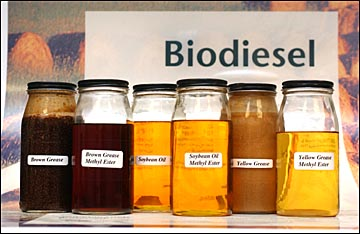 Biodiesel
Brown Grease
Brown Grease
Methyl Ester
Soybean Oil
Soybean Oil
Methyl Ester
Yellow Grease
Yellow Grease
Methyl Ester